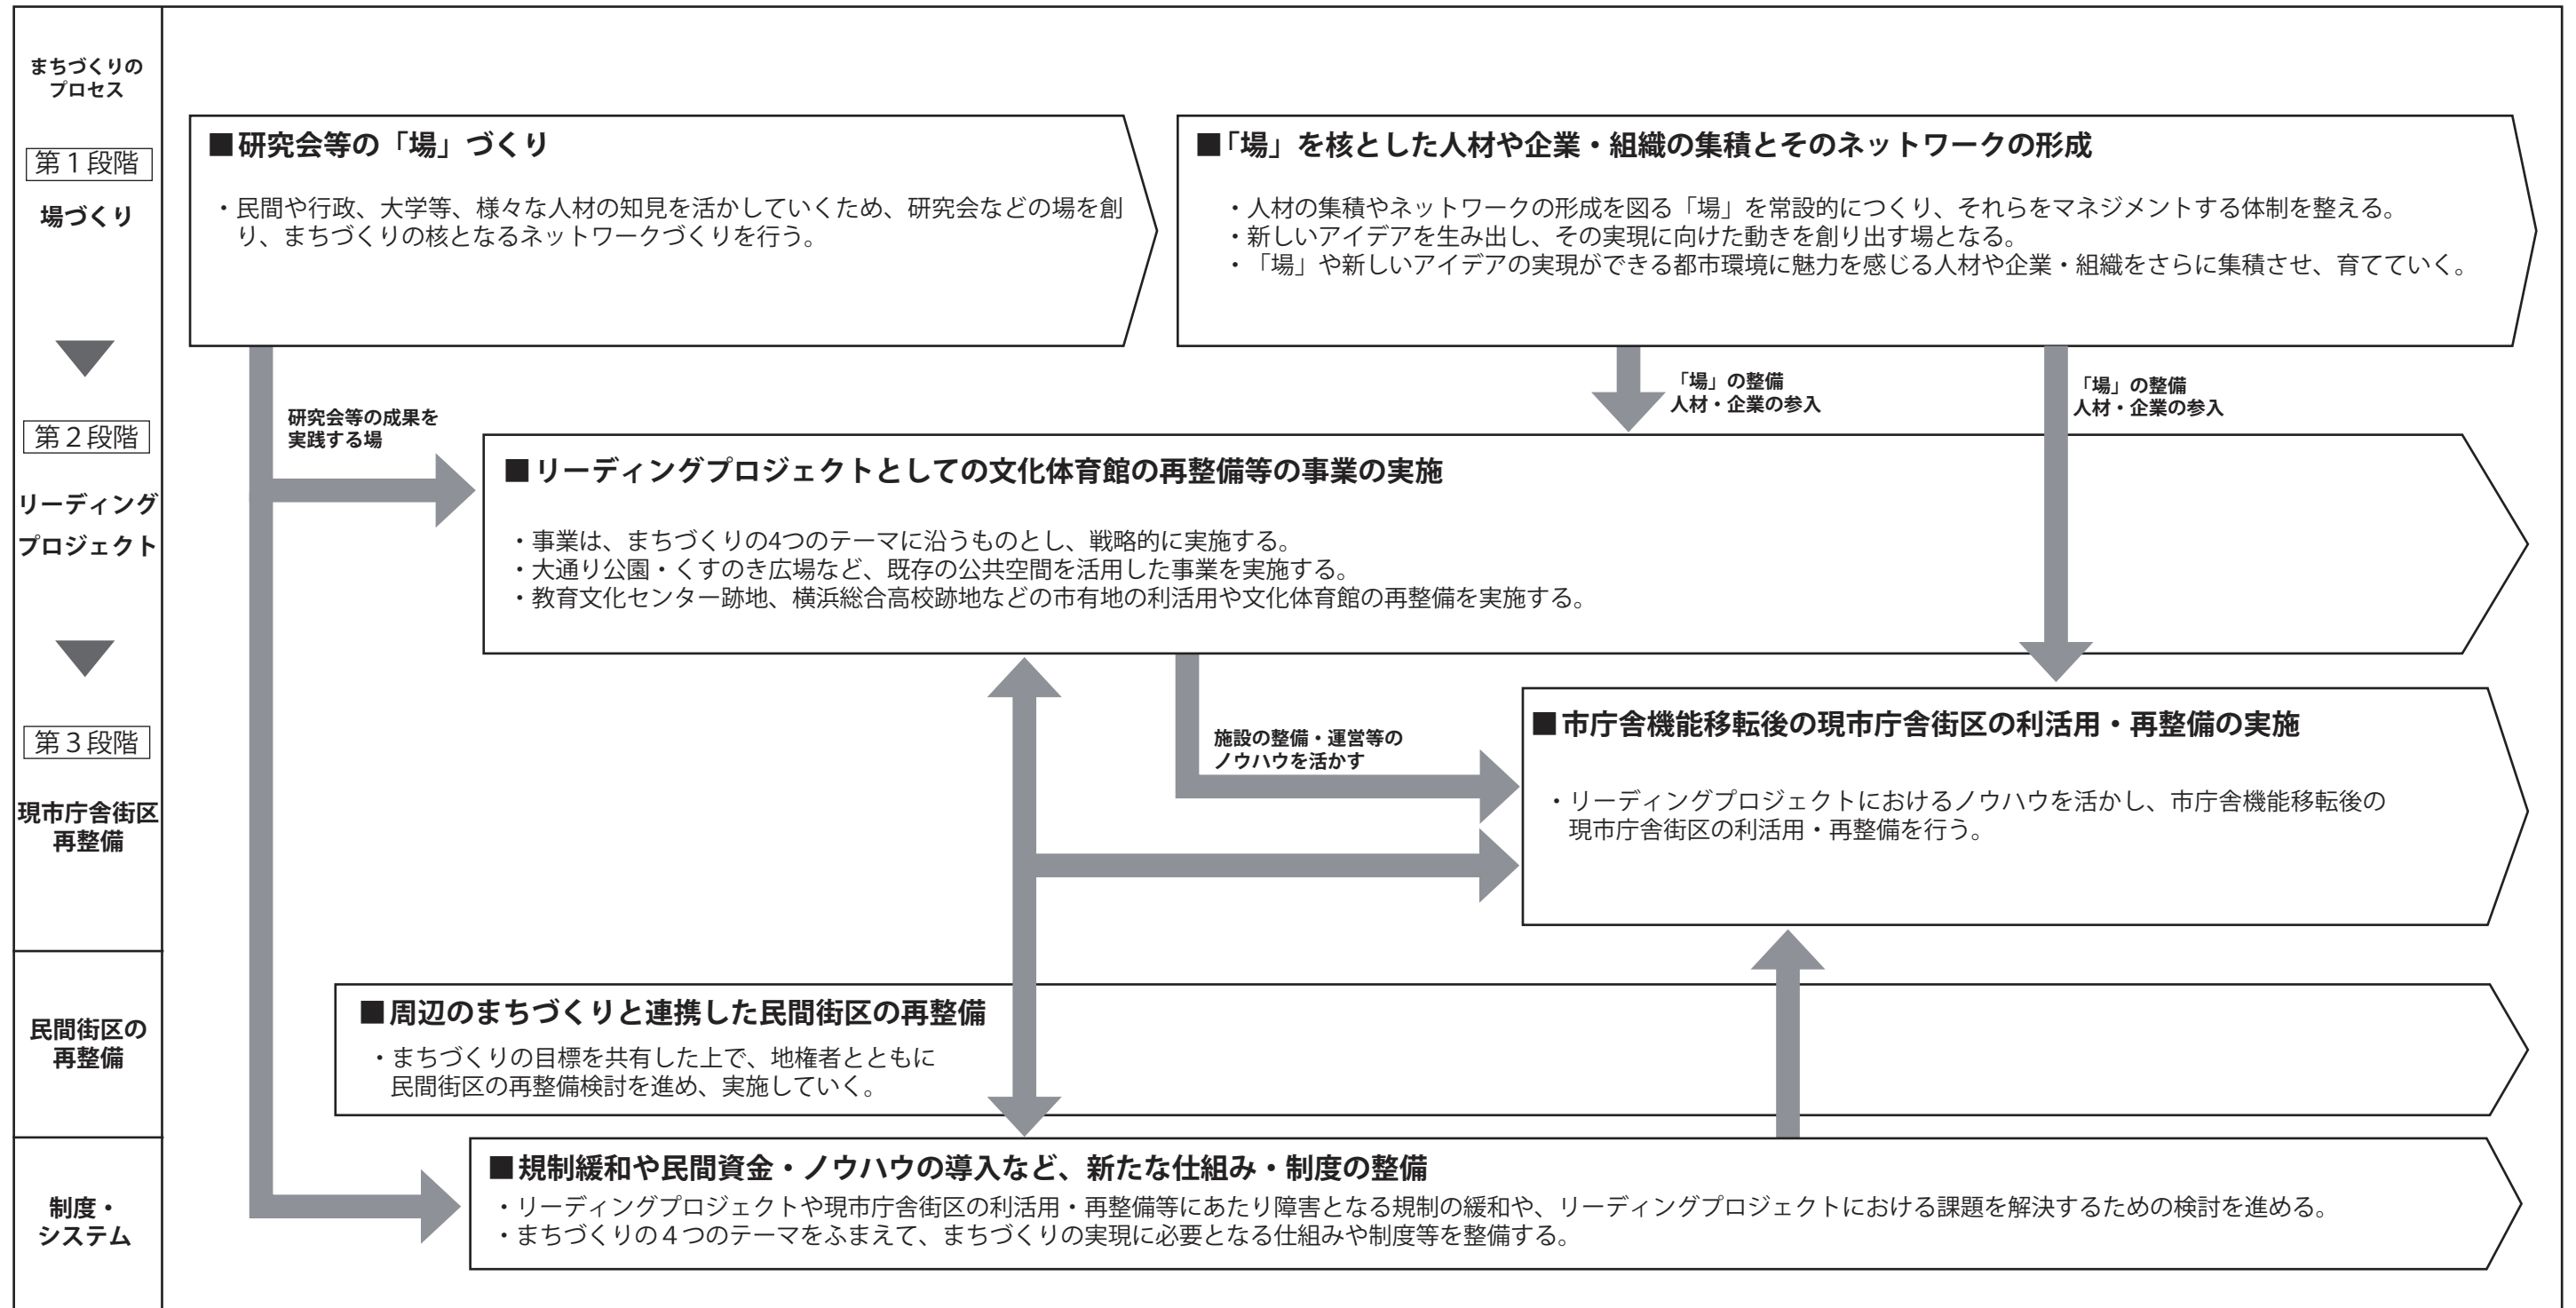 まちづくりの
プロセス
第1段階
場づくり
■研究会等の「場」づくり
・民間や行政、大学等、様々な人材の知見を活かしていくため、研究会などの場を創
り、まちづくりの核となるネットワークづくりを行う。
■「場」を核とした人材や企業・組織の集積とそのネットワークの形成
・人材の集積やネットワークの形成を図る「場」を常設的につくり、それらをマネジメントする体制を整える。
・新しいアイデアを生み出し、その実現に向けた動きを創り出す場となる。
・「場」や新しいアイデアの実現ができる都市環境に魅力を感じる人材や企業・組織をさらに集積させ、育てていく。
研究会等の成果を
実践する場
「場」の整備
人材・企業の参入
「場」の整備
人材・企業の参入
第2段階
リーディング
プロジェクト
■リーディングプロジェクトとしての文化体育館の再整備等の事業の実施
・事業は、まちづくりの4つのテーマに沿うものとし、戦略的に実施する。
・大通り公園・くすのき広場など、既存の公共空間を活用した事業を実施する。
・教育文化センター跡地、横浜総合高校跡地などの市有地の利活用や文化体育館の再整備を実施する。
第3段階
現市庁舎街区
再整備
施設の整備・運営等の
ノウハウを活かす
■市庁舎機能移転後の現市庁舎街区の利活用・再整備の実施
・リーディングプロジェクトにおけるノウハウを活かし、市庁舎機能移転後の
現市庁舎街区の利活用・再整備を行う。
民間街区の
再整備
■周辺のまちづくりと連携した民間街区の再整備
・まちづくりの目標を共有した上で、地権者とともに
民間街区の再整備検討を進め、実施していく。
制度・
システム
■規制緩和や民間資金・ノウハウの導入など、新たな仕組み・制度の整備
・リーディングプロジェクトや現市庁舎街区の利活用・再整備等にあたり障害となる規制の緩和や、リーディングプロジェクトにおける課題を解決するための検討を進める。
・まちづくりの4つのテーマをふまえて、まちづくりの実現に必要となる仕組みや制度等を整備する。